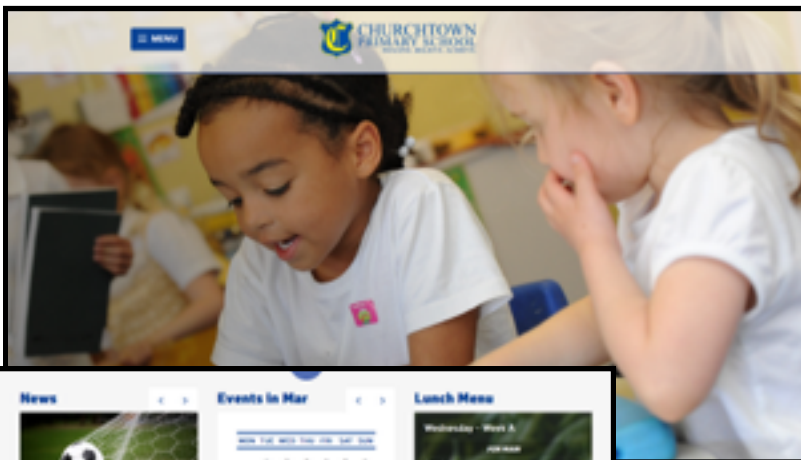 ≡ MENU
CHURCHTOWN
PRIMARY SCHOOL
News
Events in Mar
Lunch Menu
MON TUE WED THU FRI SAT SUN
Wednesday - Week A